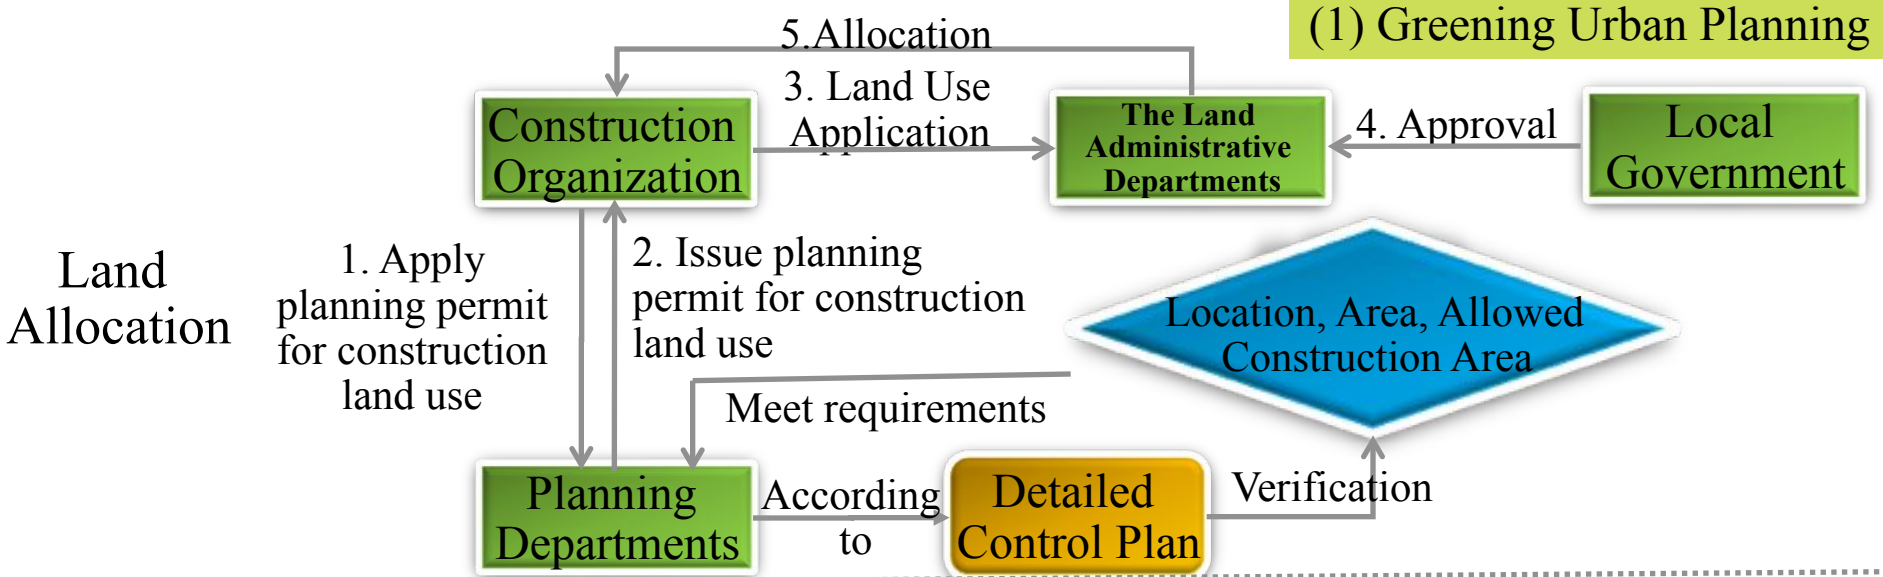 (1) Greening Urban Planning
5.Allocation
3. Land Use
Application
Construction
Organization
The Land
Administrative
Departments
4. Approval
Local
Government
Land
Allocation
1. Apply
planning permit
for construction
land use
2. Issue planning
permit for construction
land use
Location, Area, Allowed
Construction Area
Meet requirements
Planning
Departments
According
to
Detailed
Control Plan
Verification